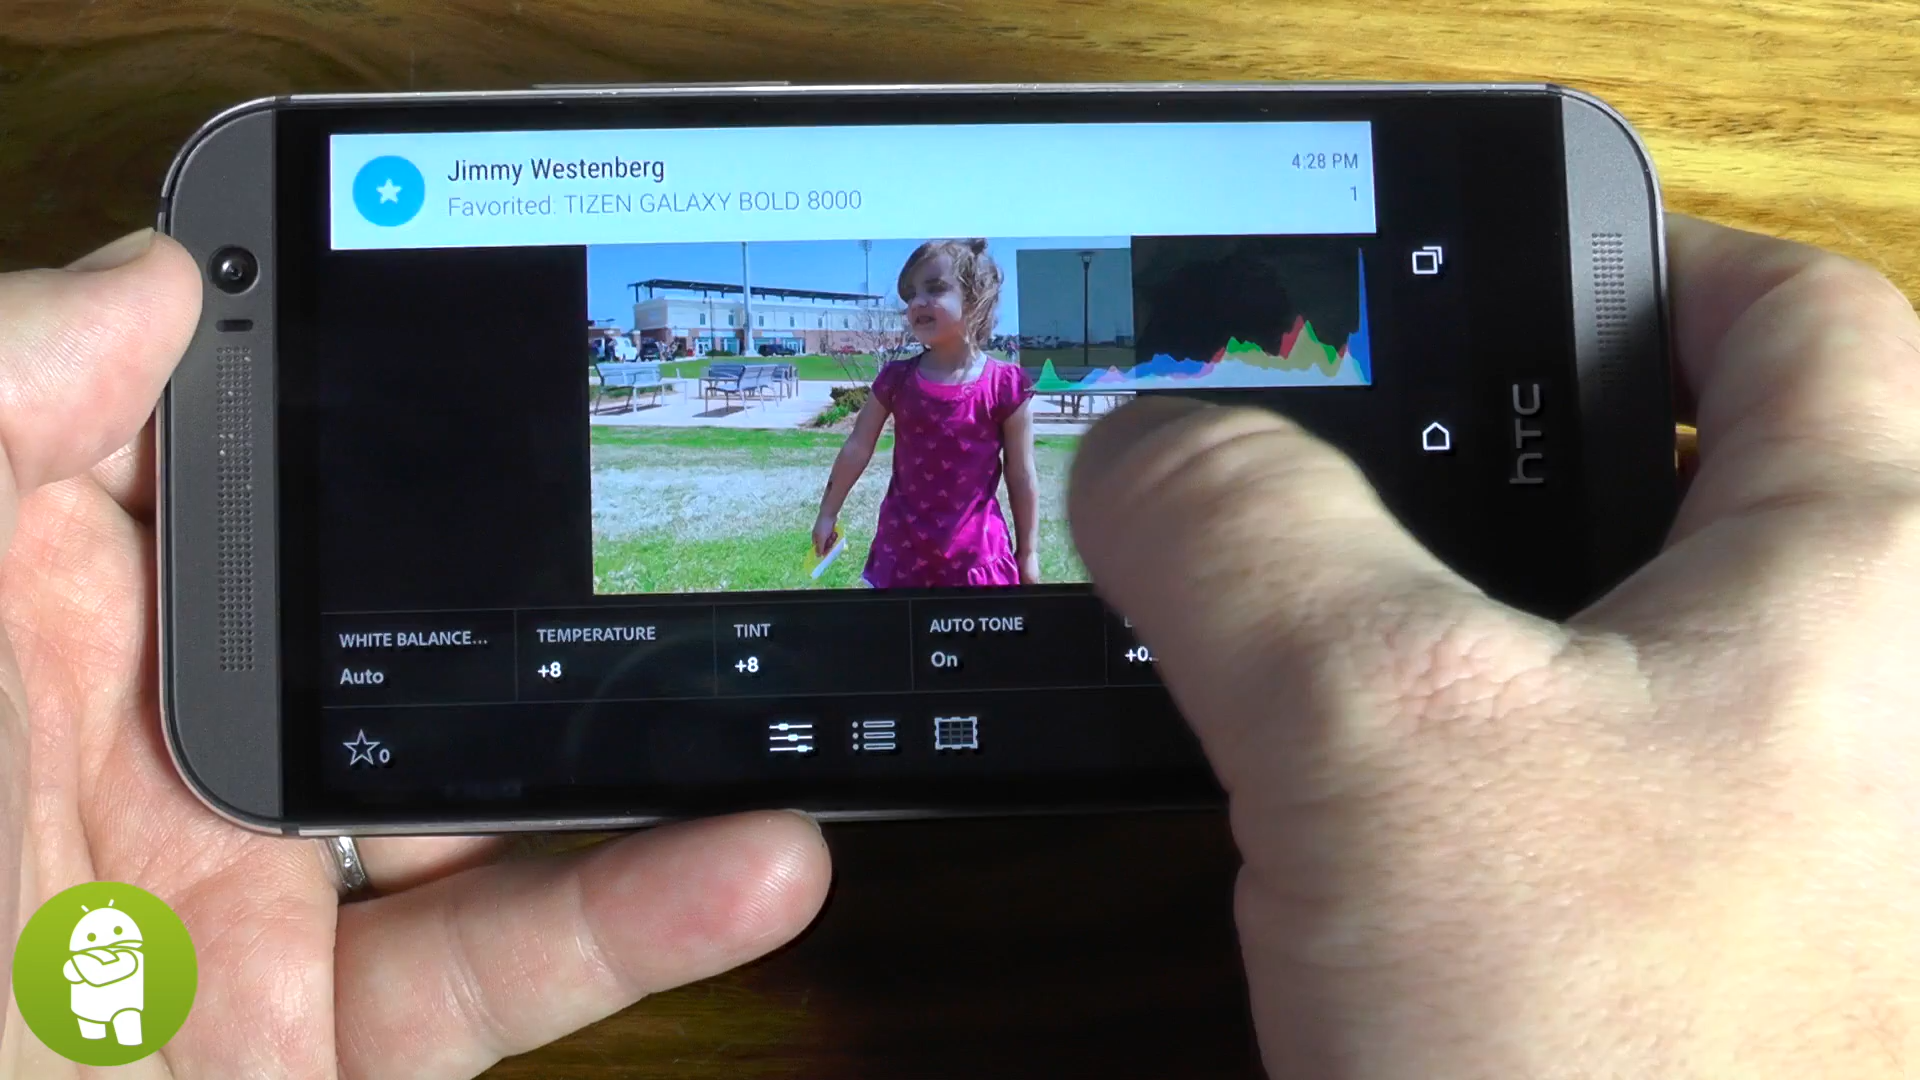 Jimmy Westenberg
4:28 PM
Favorited: TIZEN GALAXY BOLD 8000
1
hTC
WHITE BALANCE...
Auto
TEMPERATURE
+8
TINT
+8
AUTO TONE
On
+0...
0